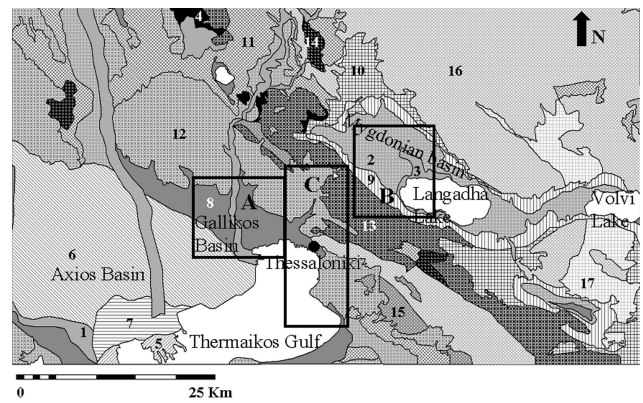 4
11
14
N
10
16
12
Mygdonian basin
2
3
9
8
A
C
B
Langadha
Lake
Volvi
Lake
Gallikos
Basin
13
6
Axios Basin
Thessaloniki
17
1
7
5
15
Thermaikos Gulf
0
25 Km